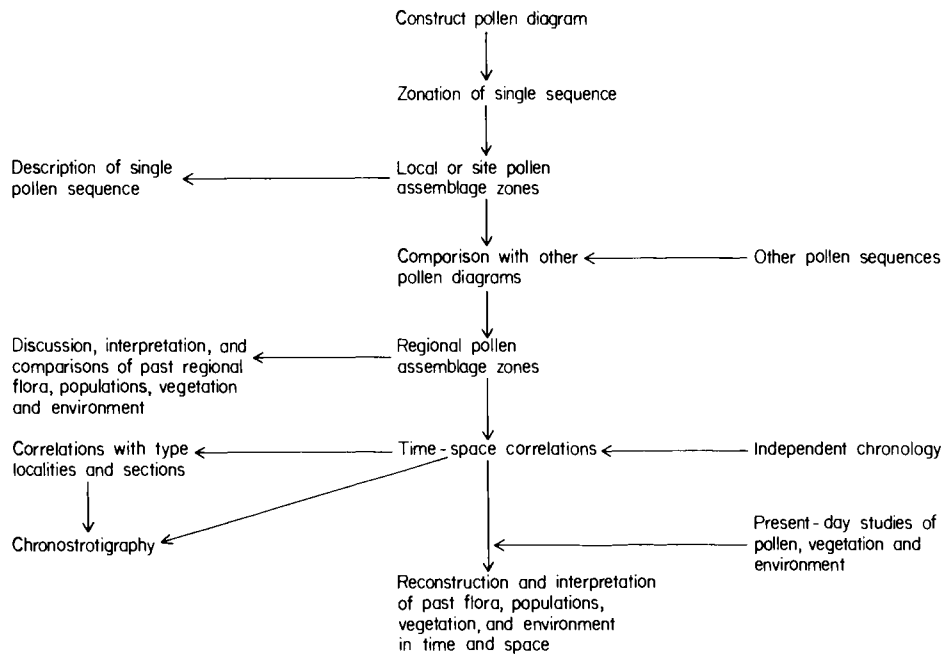 Construct pollen diagram
Zonation of single sequence
Description of single
pollen sequence
Local or site pollen
assemblage zones
Comparison with other
pollen diagrams
Other pollen sequences
Discussion, interpretation, and
comparisons of past regional
flora, populations, vegetation
and environment
Regional pollen
assemblage zones
Correlations with type
localities and sections
Time-space correlations
Independent chronology
Chronostrotigraphy
Present-day studies of
pollen, vegetation and
environment
Reconstruction and interpretation
of past flora, populations,
vegetation, and environment
in time and space